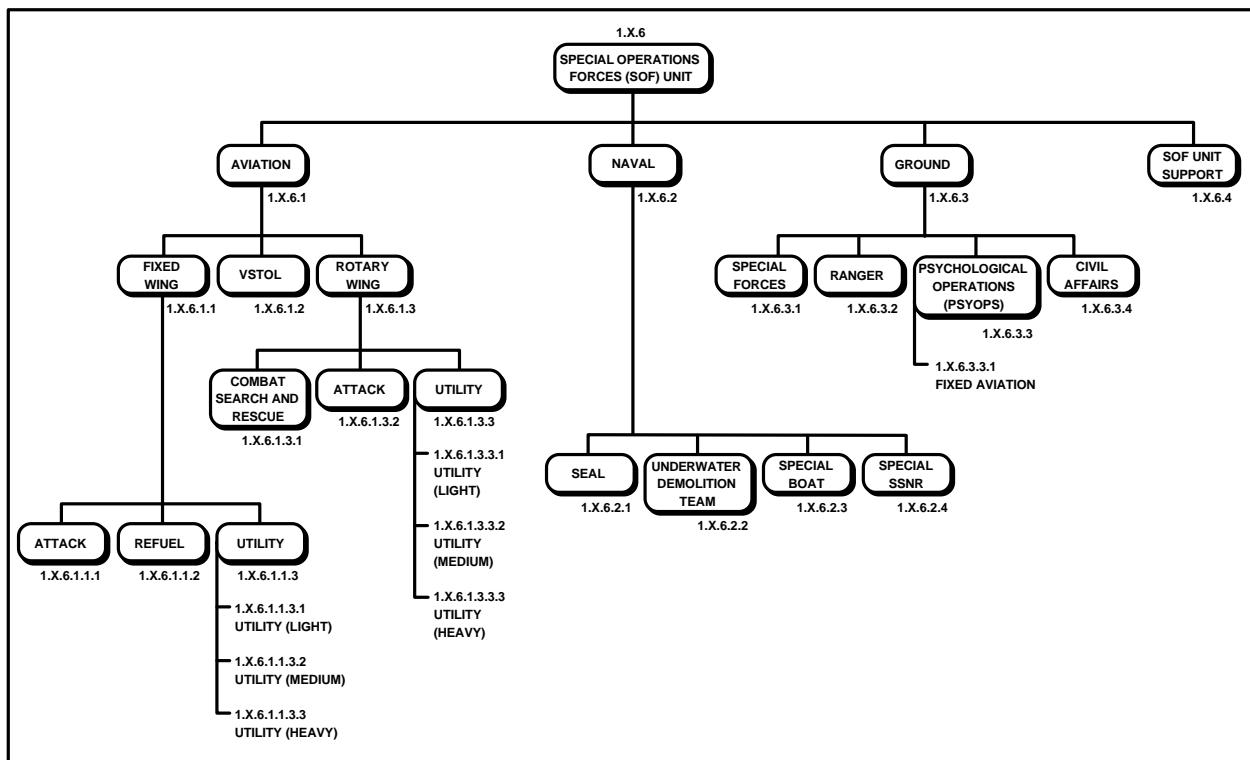 1.X.6
SPECIAL OPERATIONS
FORCES (SOF) UNIT
AVIATION
1.X.6.1
NAVAL
1.X.6.2
GROUND
1.X.6.3
SOF UNIT
SUPPORT
1.X.6.4
FIXED
WING
1.X.6.1.1
VSTOL
1.X.6.1.2
ROTARY
WING
1.X.6.1.3
SPECIAL
FORCES
1.X.6.3.1
RANGER
1.X.6.3.2
PSYCHOLOGICAL
OPERATIONS
(PSYOPS)
1.X.6.3.3
CIVIL
AFFAIRS
1.X.6.3.4
1.X.6.3.3.1
FIXED AVIATION
COMBAT
SEARCH AND
RESCUE
1.X.6.1.3.1
ATTACK
1.X.6.1.3.2
UTILITY
1.X.6.1.3.3
1.X.6.1.3.3.1
UTILITY
(LIGHT)
1.X.6.1.3.3.2
UTILITY
(MEDIUM)
1.X.6.1.3.3.3
UTILITY
(HEAVY)
SEAL
1.X.6.2.1
UNDERWATER
DEMOLITION
TEAM
1.X.6.2.2
SPECIAL
BOAT
1.X.6.2.3
SPECIAL
SSNR
1.X.6.2.4
ATTACK
1.X.6.1.1.1
REFUEL
1.X.6.1.1.2
UTILITY
1.X.6.1.1.3
1.X.6.1.1.3.1
UTILITY (LIGHT)
1.X.6.1.1.3.2
UTILITY (MEDIUM)
1.X.6.1.1.3.3
UTILITY (HEAVY)